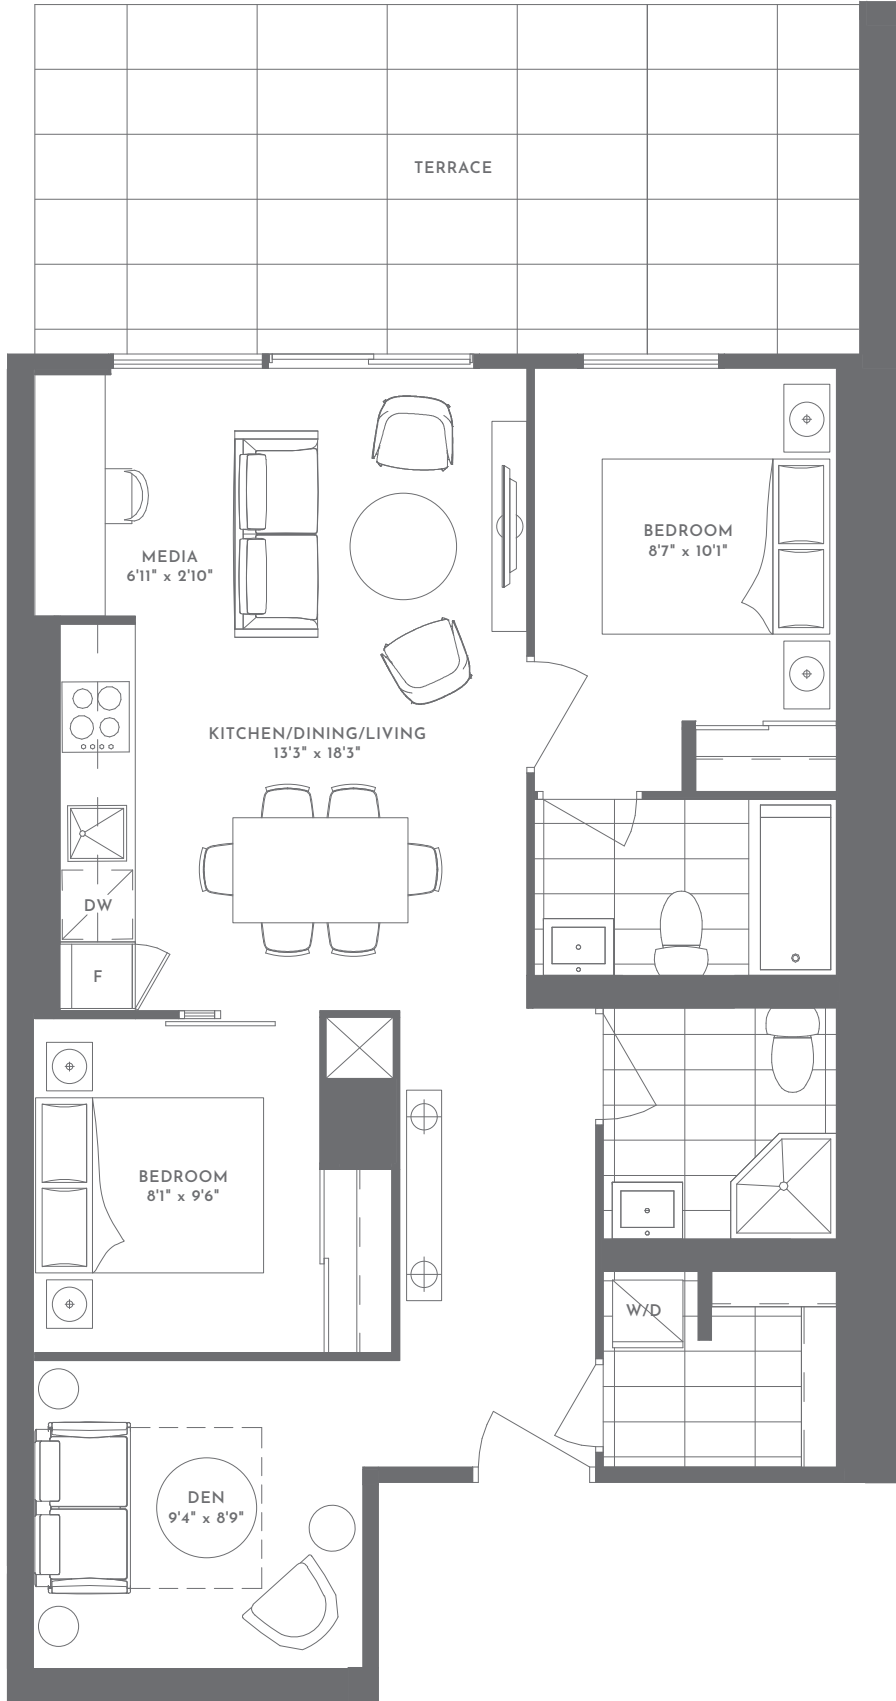 TERRACE
BEDROOM
8'7" x 10'1"
MEDIA
6'11" x 2'10"
KITCHEN/DINING/LIVING
13'3" x 18'3"
DW
F
BEDROOM
8'1" x 9'6"
W/D
DEN
9'4" x 8'9"